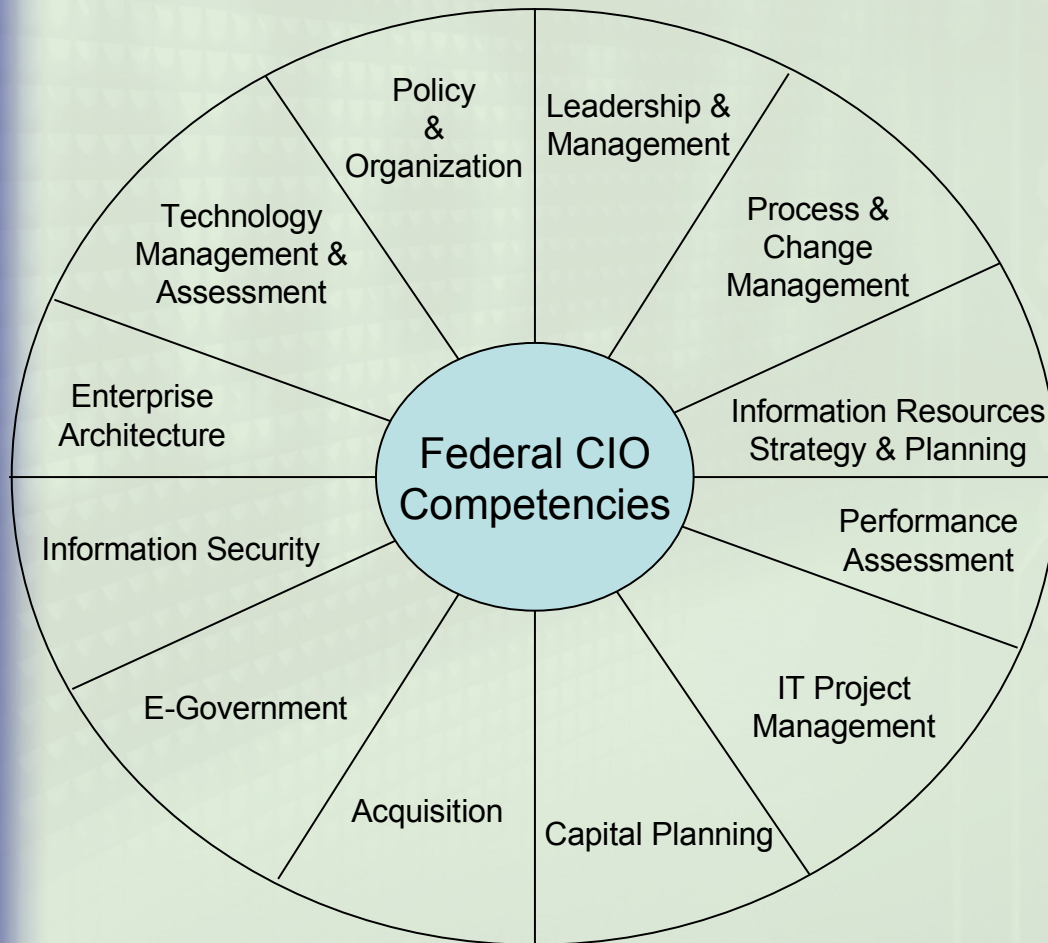 Policy
&
Organization
Leadership &
Management
Process &
Change
Management
Information Resources
Strategy & Planning
Performance
Assessment
IT Project
Management
Capital Planning
Acquisition
E-Government
Information Security
Enterprise
Architecture
Technology
Management &
Assessment
Federal CIO
Competencies